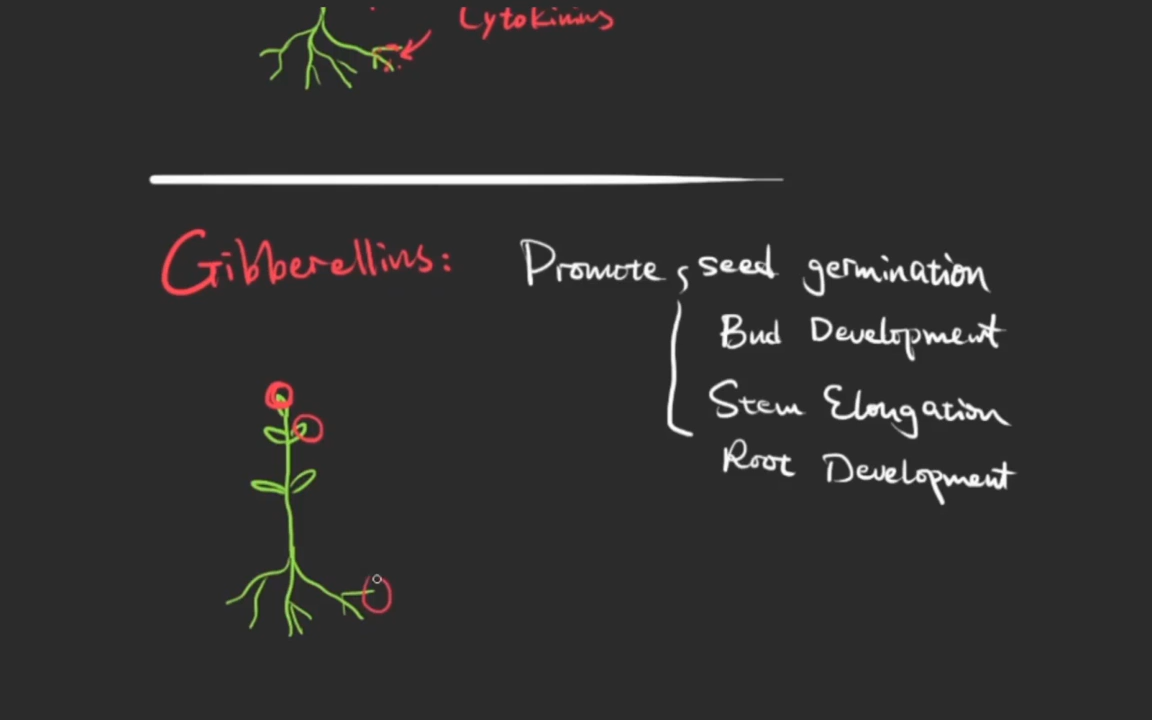 Cytokinins
Gibberellins: Promote seed germination
Bud Development
Stem Elongation
Root Development